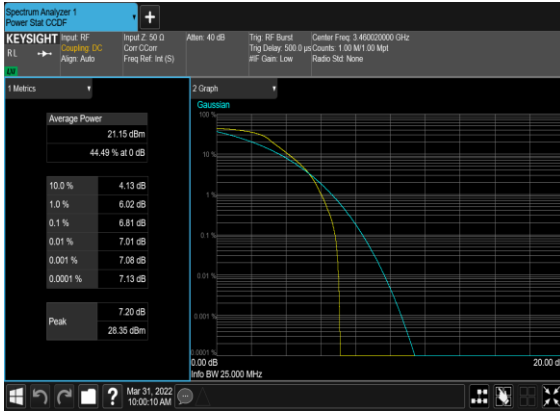 Spectrum Analyzer 1
Power Stat CCDF
+
KEYSIGHT Input: RF Input Z: 50 Ω Atten: 40 dB Trig: RF Burst Center Freq: 3.460020000 GHz
RL Coupling: DC Corr CCorr Trig Delay: 500.0 µs Counts: 1.00 M/1.00 Mpt
Align: Auto Freq Ref: Int (S) #IF Gain: Low Radio Std: None
1 Metrics
2 Graph
Gaussian
Average Power
21.15 dBm
44.49 % at 0 dB
10.0 % 4.13 dB
1.0 % 6.02 dB
0.1 % 6.81 dB
0.01 % 7.01 dB
0.001 % 7.08 dB
0.0001 % 7.13 dB
Peak 7.20 dB
28.35 dBm
100 %
10 %
1 %
0.1 %
0.01 %
0.001 %
0.0001 %
0.00 dB 20.00 d
Info BW 25.000 MHz
?
Mar 31, 2022
10:00:10 AM